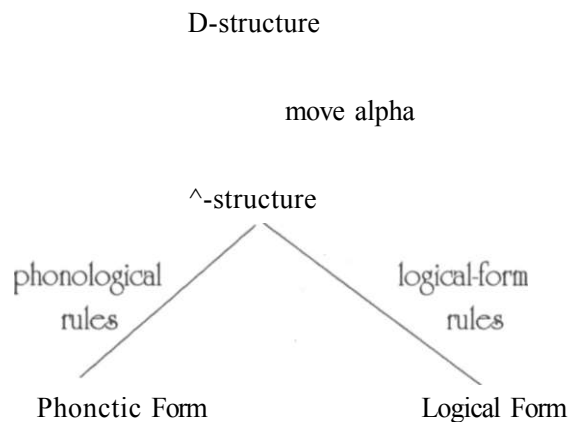 D-structure
move alpha
^-structure
phonological
rules
logical-form
rules
Phonctic Form
Logical Form